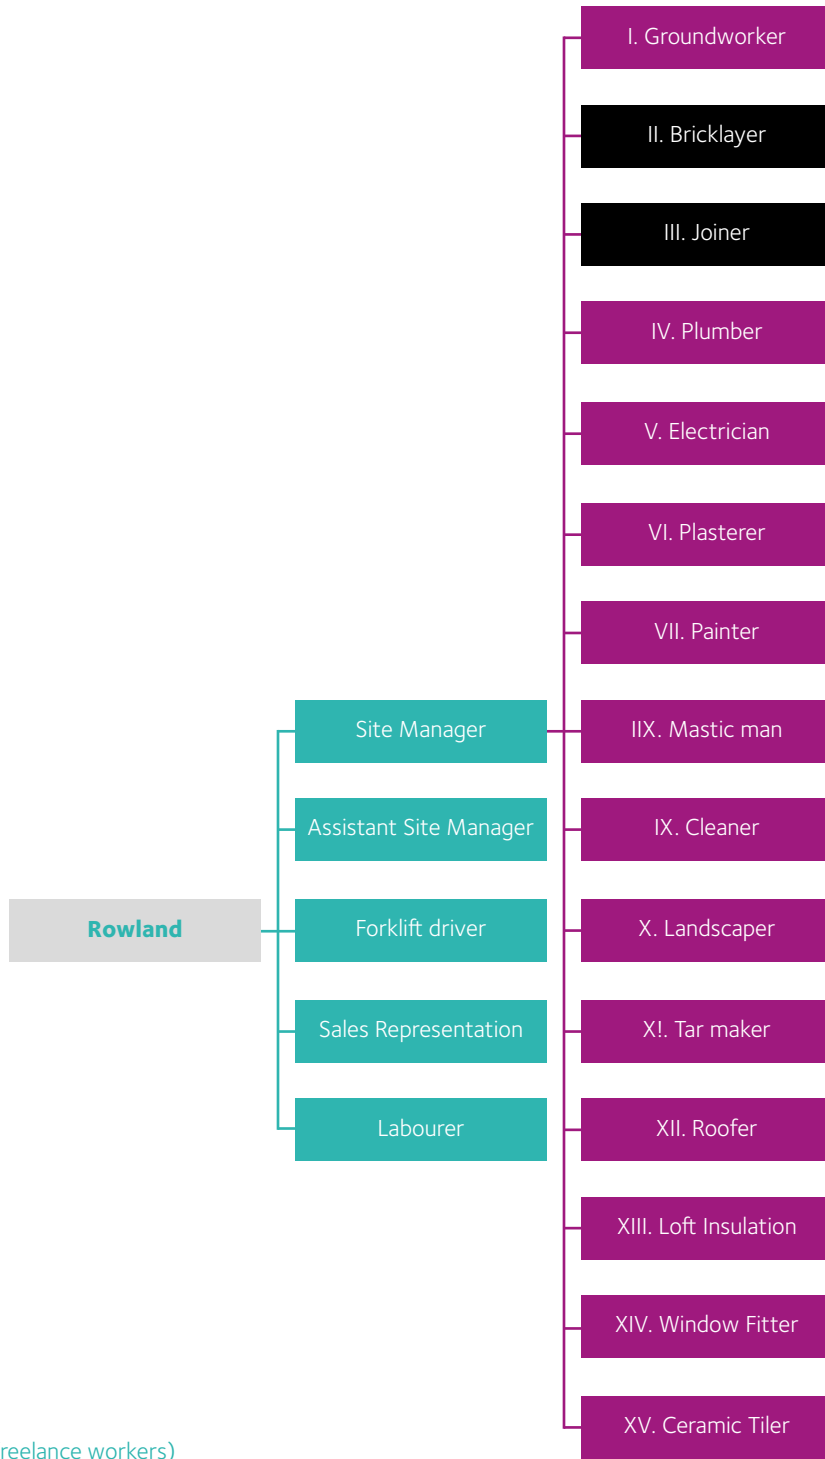 I. Groundworker
II. Bricklayer
III. Joiner
IV. Plumber
V. Electrician
VI. Plasterer
VII. Painter
Site Manager
IIX. Mastic man
Assistant Site Manager
IX. Cleaner
Rowland
Forklift driver
X. Landscaper
Sales Representation
X!. Tar maker
Labourer
XII. Roofer
XIII. Loft Insulation
XIV. Window Fitter
XV. Ceramic Tiler
reelance workers)